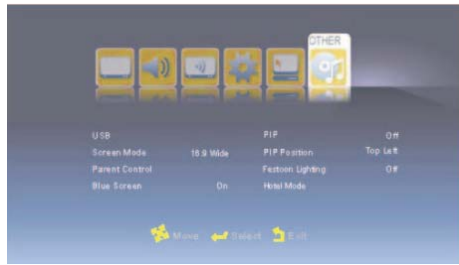 OTHER
USB
Screen Mode 16:9 Wide
Parent Control
Blue Screen On
PIP Off
PIP Position Top Left
Festoon Lighting Off
Hotel Mode
Move Select Exit